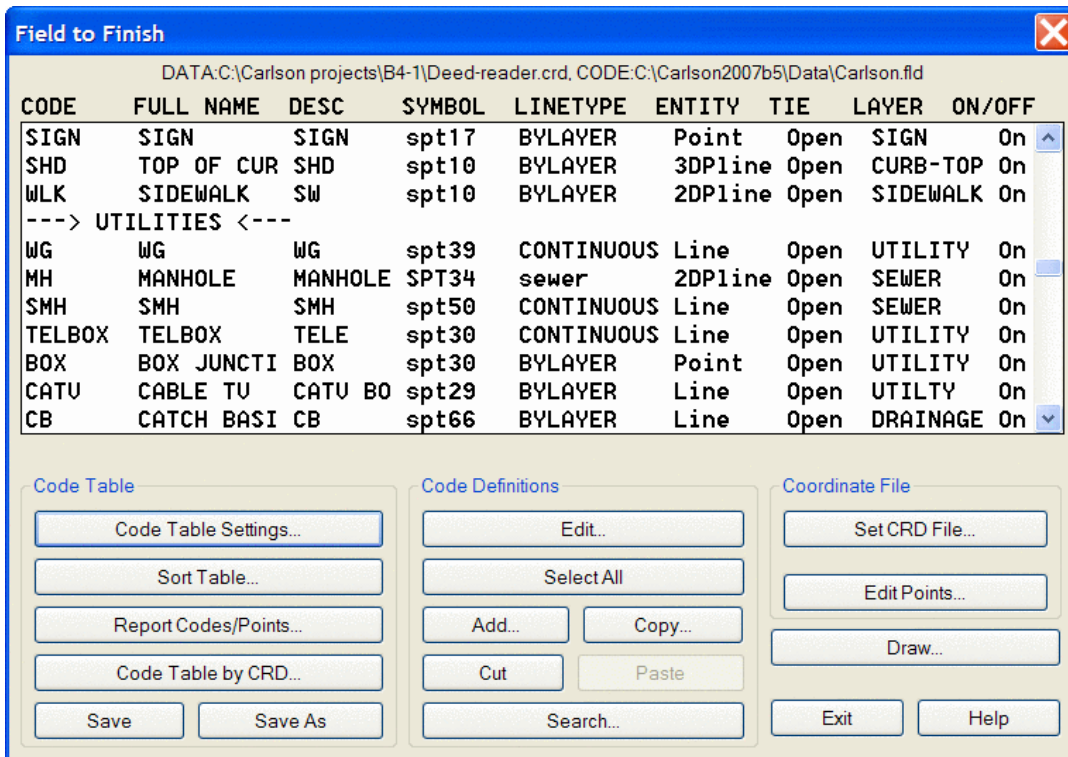 Field to Finish
DATA:C:\Carlson projects\B4-1\Deed-reader.crd, CODE:C:\Carlson2007b5\Data\Carlson.fld
CODE FULL NAME DESC SYMBOL LINETYPE ENTITY TIE LAYER ON/OFF
SIGN SIGN SIGN spt17 BYLAYER Point Open SIGN On
SHD TOP OF CUR SHD spt10 BYLAYER 3DPline Open CURB-TOP On
WLK SIDEWALK SW spt10 BYLAYER 2DPline Open SIDEWALK On
---> UTILITIES <---
WG WG WG spt39 CONTINUOUS Line Open UTILITY On
MH MANHOLE MANHOLE SPT34 sewer 2DPline Open SEWER On
SMH SMH SMH spt50 CONTINUOUS Line Open SEWER On
TELBOX TELBOX TELE spt30 CONTINUOUS Line Open UTILITY On
BOX BOX JUNCTI BOX spt30 BYLAYER Point Open UTILITY On
CATV CABLE TV CATV BO spt29 BYLAYER Line Open UTILTY On
CB CATCH BASI CB spt66 BYLAYER Line Open DRAINAGE On
Code Table
Code Table Settings...
Sort Table...
Report Codes/Points...
Code Table by CRD...
Save Save As
Code Definitions
Edit...
Select All
Add... Copy...
Cut Paste
Search...
Coordinate File
Set CRD File...
Edit Points...
Draw...
Exit Help